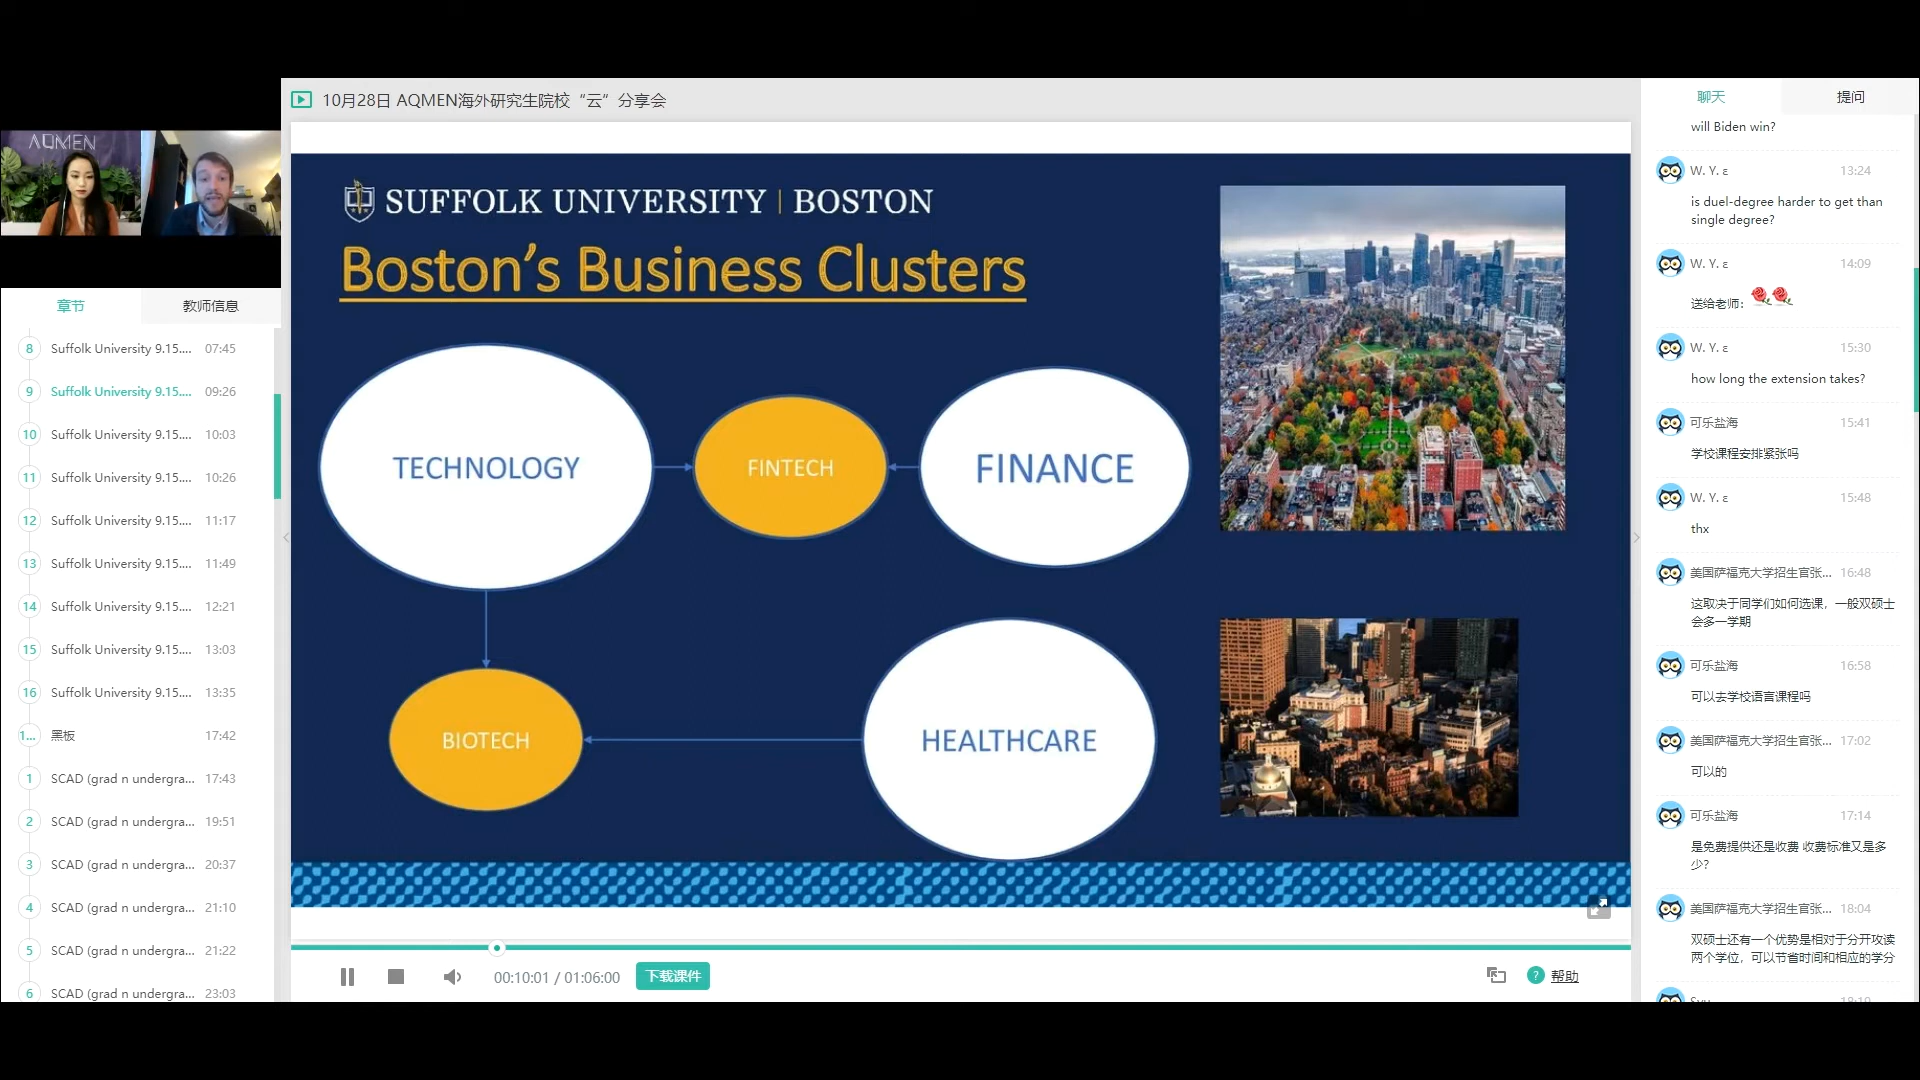 10月28日 AQMEN海外研究生院校“云”分享会
AQMEN
章节
教师信息
8 Suffolk University 9.15.... 07:45
9 Suffolk University 9.15.... 09:26
10 Suffolk University 9.15.... 10:03
11 Suffolk University 9.15.... 10:26
12 Suffolk University 9.15.... 11:17
13 Suffolk University 9.15.... 11:49
14 Suffolk University 9.15.... 12:21
15 Suffolk University 9.15.... 13:03
16 Suffolk University 9.15.... 13:35
1... 黑板 17:42
1 SCAD (grad n undergra... 17:43
2 SCAD (grad n undergra... 19:51
3 SCAD (grad n undergra... 20:37
4 SCAD (grad n undergra... 21:10
5 SCAD (grad n undergra... 21:22
6 SCAD (grad n undergra... 23:03
SUFFOLK UNIVERSITY | BOSTON
Boston’s Business Clusters
TECHNOLOGY
FINTECH
FINANCE
BIOTECH
HEALTHCARE
00:10:01 / 01:06:00
下载课件
? 帮助
聊天
提问
will Biden win?
W. Y. ε 13:24
is duel-degree harder to get than
single degree?
W. Y. ε 14:09
送给老师：
W. Y. ε 15:30
how long the extension takes?
可乐盐海 15:41
学校课程安排紧张吗
W. Y. ε 15:48
thx
美国萨福克大学招生官张... 16:48
这取决于同学们如何选课，一般双硕士
会多一学期
可乐盐海 16:58
可以去学校语言课程吗
美国萨福克大学招生官张... 17:02
可以的
可乐盐海 17:14
是免费提供还是收费 收费标准又是多
少？
美国萨福克大学招生官张... 18:04
双硕士还有一个优势是相对于分开攻读
两个学位，可以节省时间和相应的学分